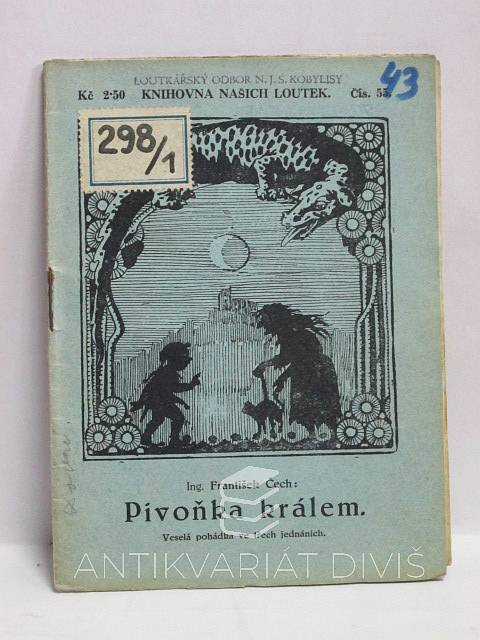 LOUTKÁŘSKÝ ODBOR N. J. S. KOBYLISY
43
Kč 2·50 KNIHOVNA NAŠICH LOUTEK. Čís. 55.
298/1
Ing. František Čech:
Pivoňka králem.
Veselá pohádka ve třech jednáních.
ANTIKVARIÁT DIVIŠ